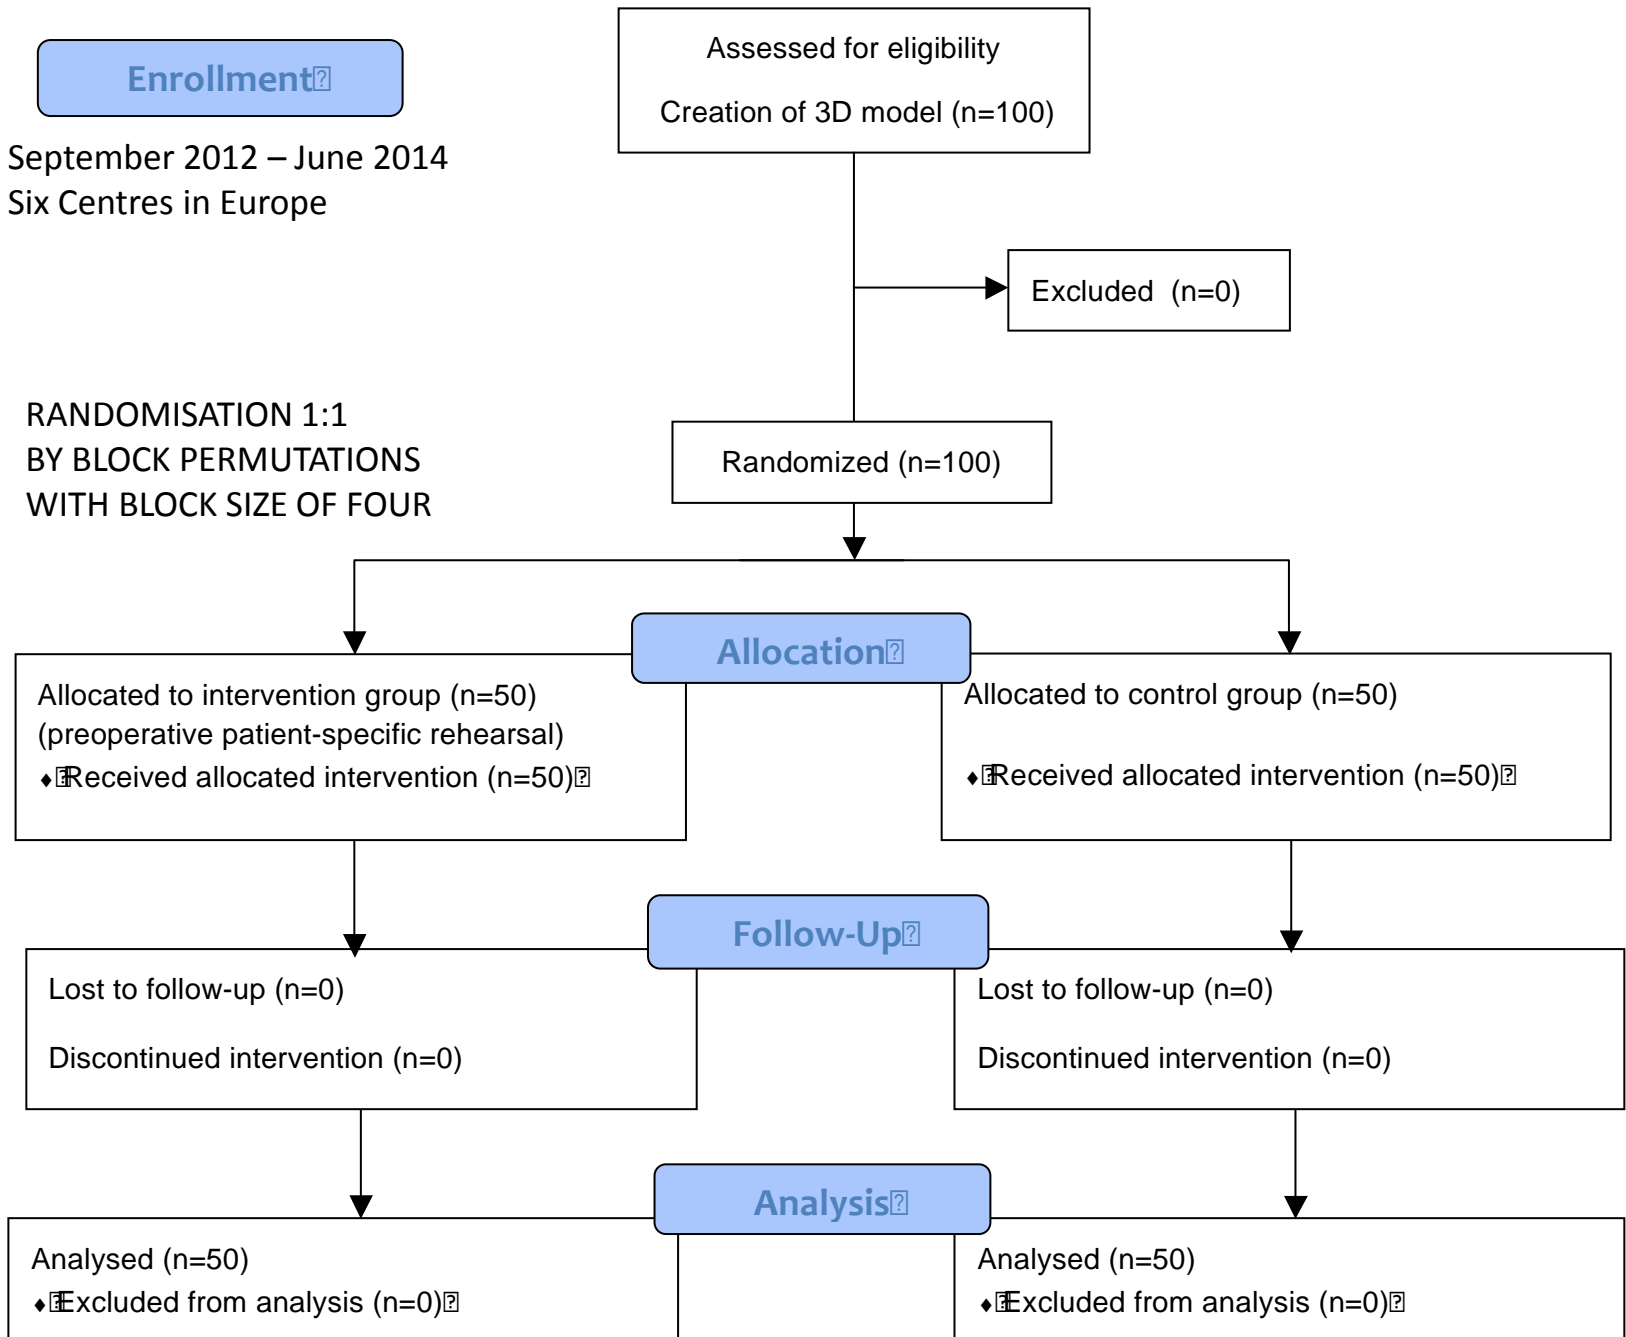 Assessed for eligibility
Creation of 3D model (n=100)
Enrollment
September 2012 – June 2014
Six Centres in Europe
Excluded  (n=0)
RANDOMISATION 1:1
BY BLOCK PERMUTATIONS
WITH BLOCK SIZE OF FOUR
Randomized (n=100)
Allocation
Allocated to intervention group (n=50)
(preoperative patient-specific rehearsal)
♦ Received allocated intervention (n=50)
Allocated to control group (n=50)
♦ Received allocated intervention (n=50)
Follow-Up
Lost to follow-up (n=0)
Discontinued intervention (n=0)
Lost to follow-up (n=0)
Discontinued intervention (n=0)
Analysis
Analysed (n=50)
♦ Excluded from analysis (n=0)
Analysed (n=50)
♦ Excluded from analysis (n=0)